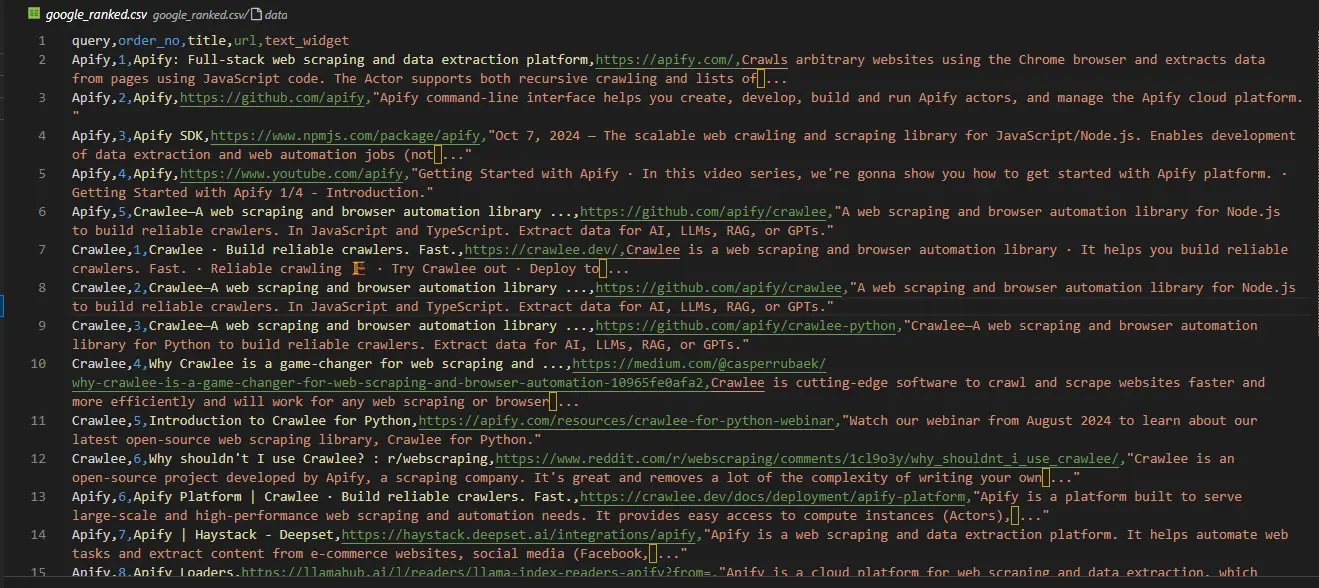 google_ranked.csv google_ranked.csv/data
1 query,order_no,title,url,text_widget
2 Apify,1,Apify: Full-stack web scraping and data extraction platform,https://apify.com/,Crawls arbitrary websites using the Chrome browser and extracts data
from pages using JavaScript code. The Actor supports both recursive crawling and lists of ...
3 Apify,2,Apify,https://github.com/apify,"Apify command-line interface helps you create, develop, build and run Apify actors, and manage the Apify cloud platform.
"
4 Apify,3,Apify SDK,https://www.npmjs.com/package/apify,"Oct 7, 2024 — The scalable web crawling and scraping library for JavaScript/Node.js. Enables development
of data extraction and web automation jobs (not ..."
5 Apify,4,Apify,https://www.youtube.com/apify,"Getting Started with Apify · In this video series, we're gonna show you how to get started with Apify platform. ·
Getting Started with Apify 1/4 - Introduction."
6 Apify,5,Crawlee—A web scraping and browser automation library ...,https://github.com/apify/crawlee,"A web scraping and browser automation library for Node.js
to build reliable crawlers. In JavaScript and TypeScript. Extract data for AI, LLMs, RAG, or GPTs."
7 Crawlee,1,Crawlee · Build reliable crawlers. Fast.,https://crawlee.dev/,Crawlee is a web scraping and browser automation library · It helps you build reliable
crawlers. Fast. · Reliable crawling 🏗️ · Try Crawlee out · Deploy to ...
8 Crawlee,2,Crawlee—A web scraping and browser automation library ...,https://github.com/apify/crawlee,"A web scraping and browser automation library for Node.js
to build reliable crawlers. In JavaScript and TypeScript. Extract data for AI, LLMs, RAG, or GPTs."
9 Crawlee,3,Crawlee—A web scraping and browser automation library ...,https://github.com/apify/crawlee-python,"Crawlee—A web scraping and browser automation
library for Python to build reliable crawlers. Extract data for AI, LLMs, RAG, or GPTs."
10 Crawlee,4,Why Crawlee is a game-changer for web scraping and ...,https://medium.com/@casperrubaek/
why-crawlee-is-a-game-changer-for-web-scraping-and-browser-automation-10965fe0afa2,Crawlee is cutting-edge software to crawl and scrape websites faster and
more efficiently and will work for any web scraping or browser ...
11 Crawlee,5,Introduction to Crawlee for Python,https://apify.com/resources/crawlee-for-python-webinar,"Watch our webinar from August 2024 to learn about our
latest open-source web scraping library, Crawlee for Python."
12 Crawlee,6,Why shouldn't I use Crawlee? : r/webscraping,https://www.reddit.com/r/webscraping/comments/1cl9o3y/why_shouldnt_i_use_crawlee/,"Crawlee is an
open-source project developed by Apify, a scraping company. It's great and removes a lot of the complexity of writing your own ..."
13 Apify,6,Apify Platform | Crawlee · Build reliable crawlers. Fast.,https://crawlee.dev/docs/deployment/apify-platform,"Apify is a platform built to serve
large-scale and high-performance web scraping and automation needs. It provides easy access to compute instances (Actors), ..."
14 Apify,7,Apify | Haystack - Deepset,https://haystack.deepset.ai/integrations/apify,"Apify is a web scraping and data extraction platform. It helps automate web
tasks and extract content from e-commerce websites, social media (Facebook, ..."
15 Apify,8,Apify Loaders,https://llamahub.ai/l/readers/llama-index-readers-apify?from=,"Apify is a cloud platform for web scraping and data extraction, which